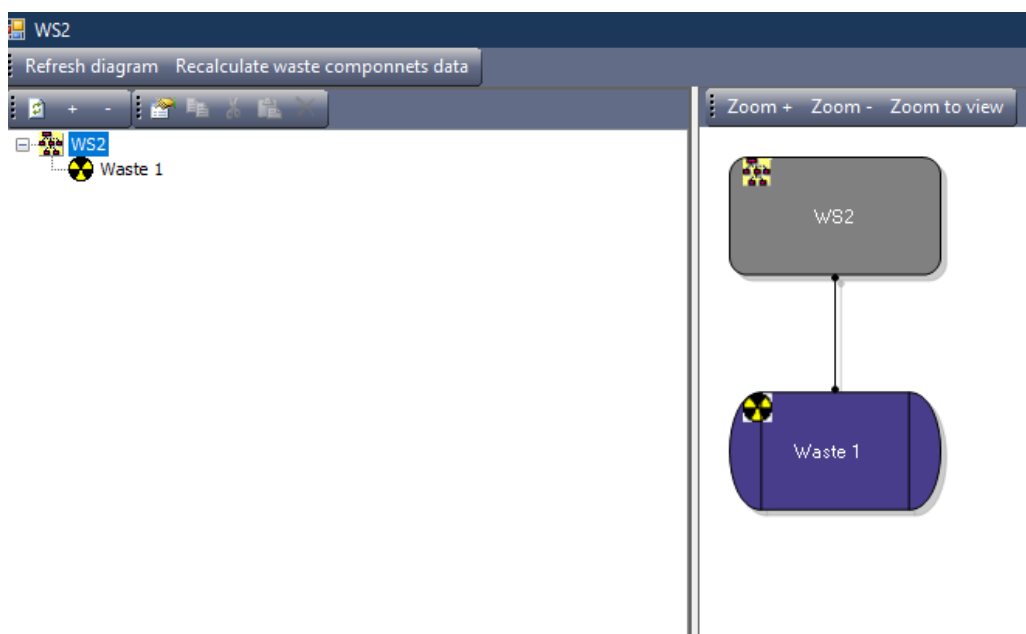 WS2
Refresh diagram Recalculate waste componnets data
+ -
Zoom + Zoom - Zoom to view
WS2
Waste 1
WS2
Waste 1